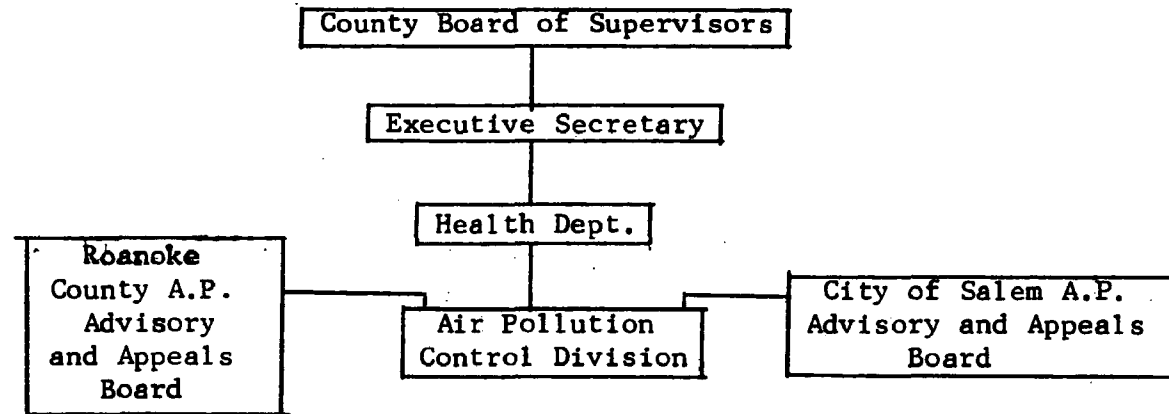 County Board of Supervisors
Executive Secretary
Health Dept.
Roanoke
County A.P.
Advisory
and Appeals
Board
Air Pollution
Control Division
City of Salem A.P.
Advisory and Appeals
Board